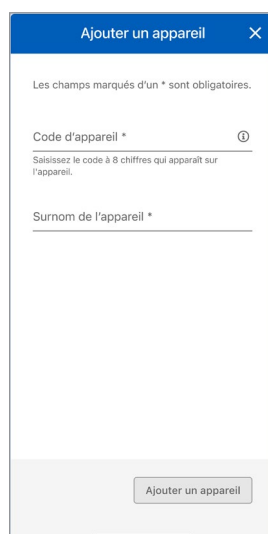 Ajouter un appareil
Les champs marqués d'un * sont obligatoires.
Code d'appareil *
Saisissez le code à 8 chiffres qui apparaît sur
l'appareil.
Surnom de l'appareil *
Ajouter un appareil